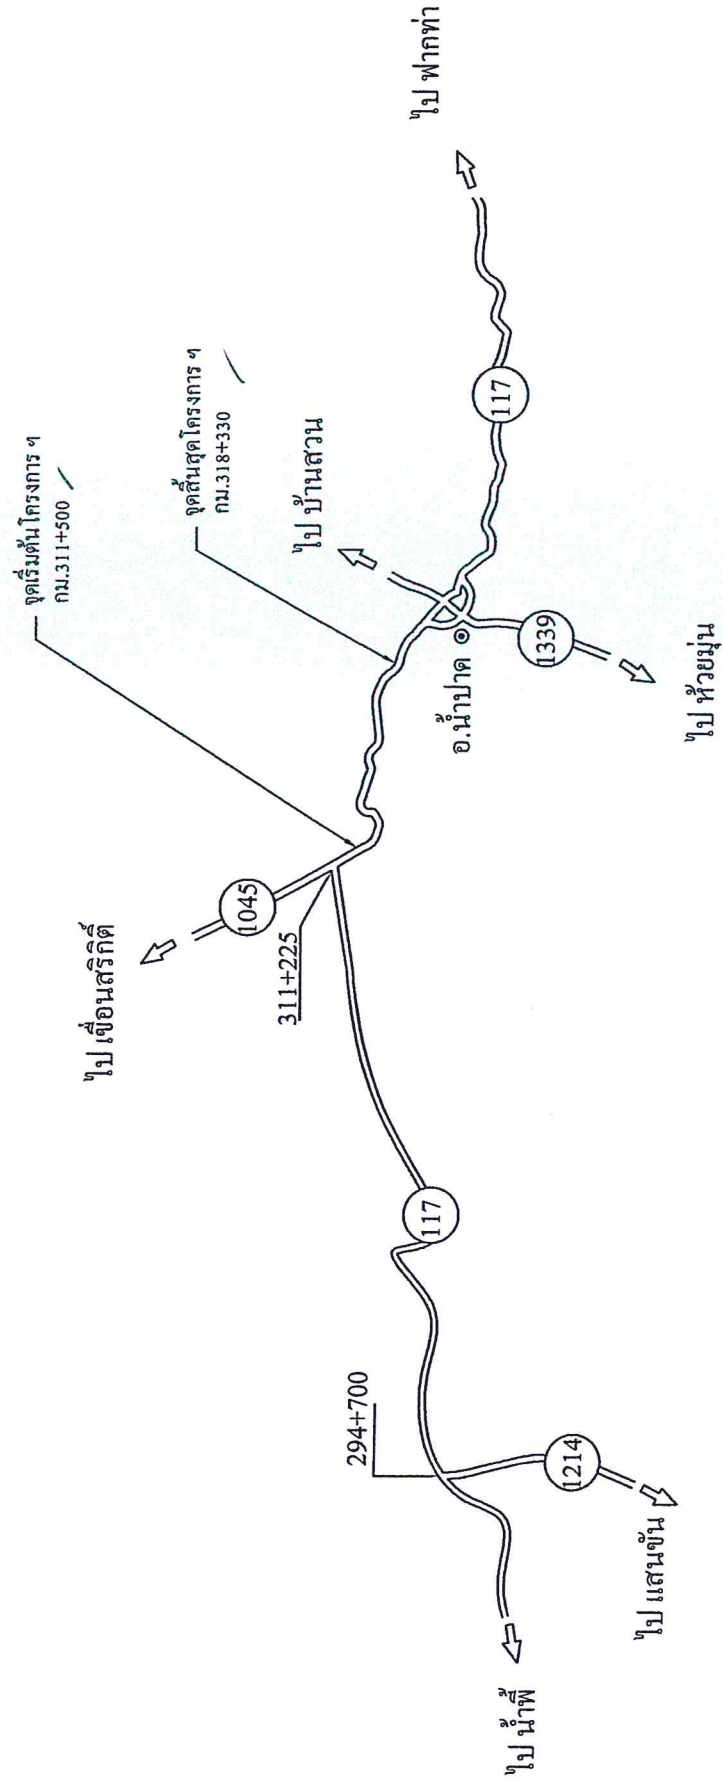 ไป น้ำพี้
ไป แสนขัน
1214
294+700
117
ไป เขื่อนสิริกิติ์
1045
311+225
จุดเริ่มต้นโครงการ ฯ
กม.311+500
จุดสิ้นสุดโครงการ ฯ
กม.318+330
ไป บ้านสวน
อ.น้ำปาด
1339
ไป ห้วยมุ่น
117
ไป ฟากท่า